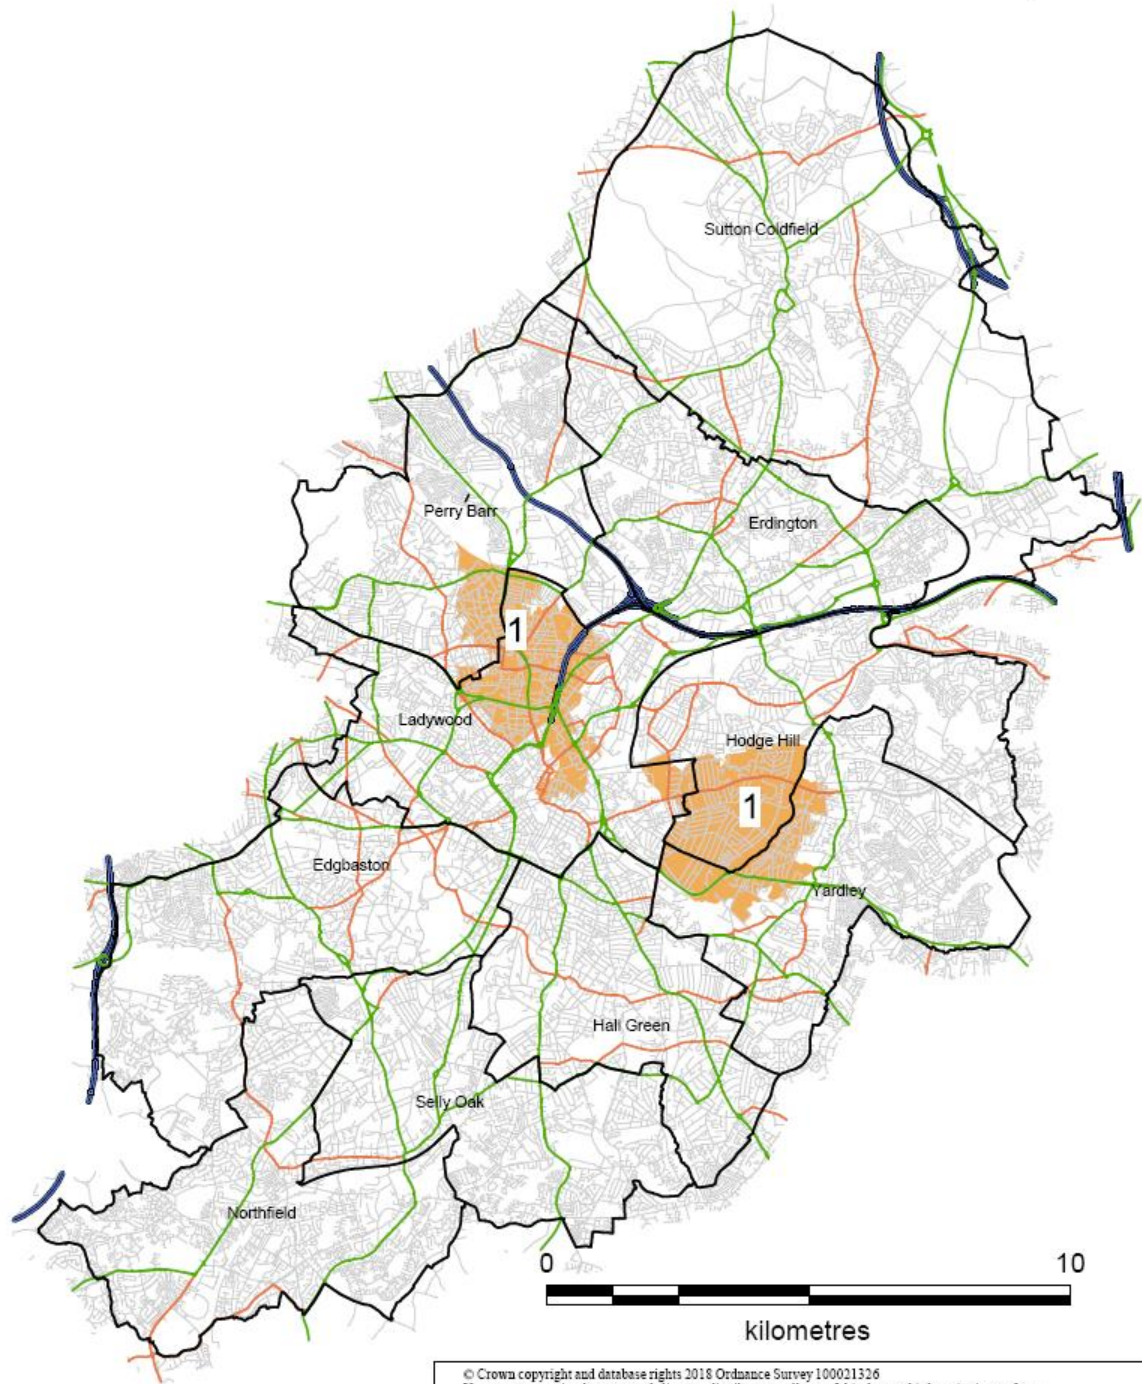 Sutton Coldfield
Perry Barr
Erdington
1
Ladywood
Hodge Hill
1
Edgbaston
Yardley
Hall Green
Selly Oak
Northfield
0 10
kilometres
© Crown copyright and database rights 2018 Ordnance Survey 100021326